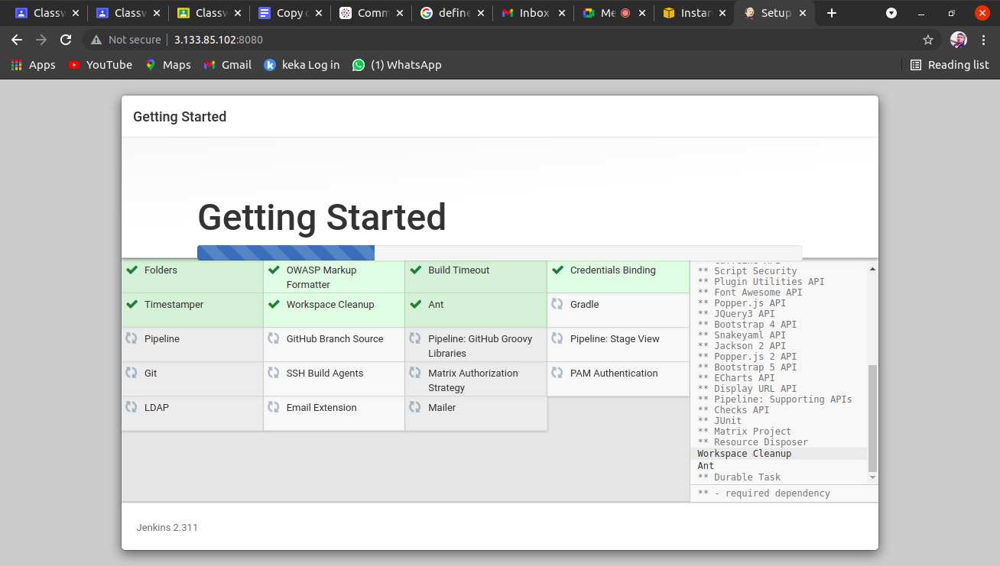 Classw
Classw
Classw
Copy o
Comm
define
Inbox
Me
Instan
Setup
Not secure
3.133.85.102:8080
Apps
YouTube
Maps
Gmail
keka Log in
(1) WhatsApp
Reading list
Getting Started
Getting Started
Folders
OWASP Markup
Formatter
Build Timeout
Credentials Binding
Timestamper
Workspace Cleanup
Ant
Gradle
Pipeline
GitHub Branch Source
Pipeline: GitHub Groovy
Libraries
Pipeline: Stage View
Git
SSH Build Agents
Matrix Authorization
Strategy
PAM Authentication
LDAP
Email Extension
Mailer
** Script Security
** Plugin Utilities API
** Font Awesome API
** Popper.js API
** JQuery3 API
** Bootstrap 4 API
** Snakeyaml API
** Jackson 2 API
** Popper.js 2 API
** Bootstrap 5 API
** ECharts API
** Display URL API
** Pipeline: Supporting APIs
** Checks API
** JUnit
** Matrix Project
** Resource Disposer
Workspace Cleanup
Ant
** Durable Task
** - required dependency
Jenkins 2.311